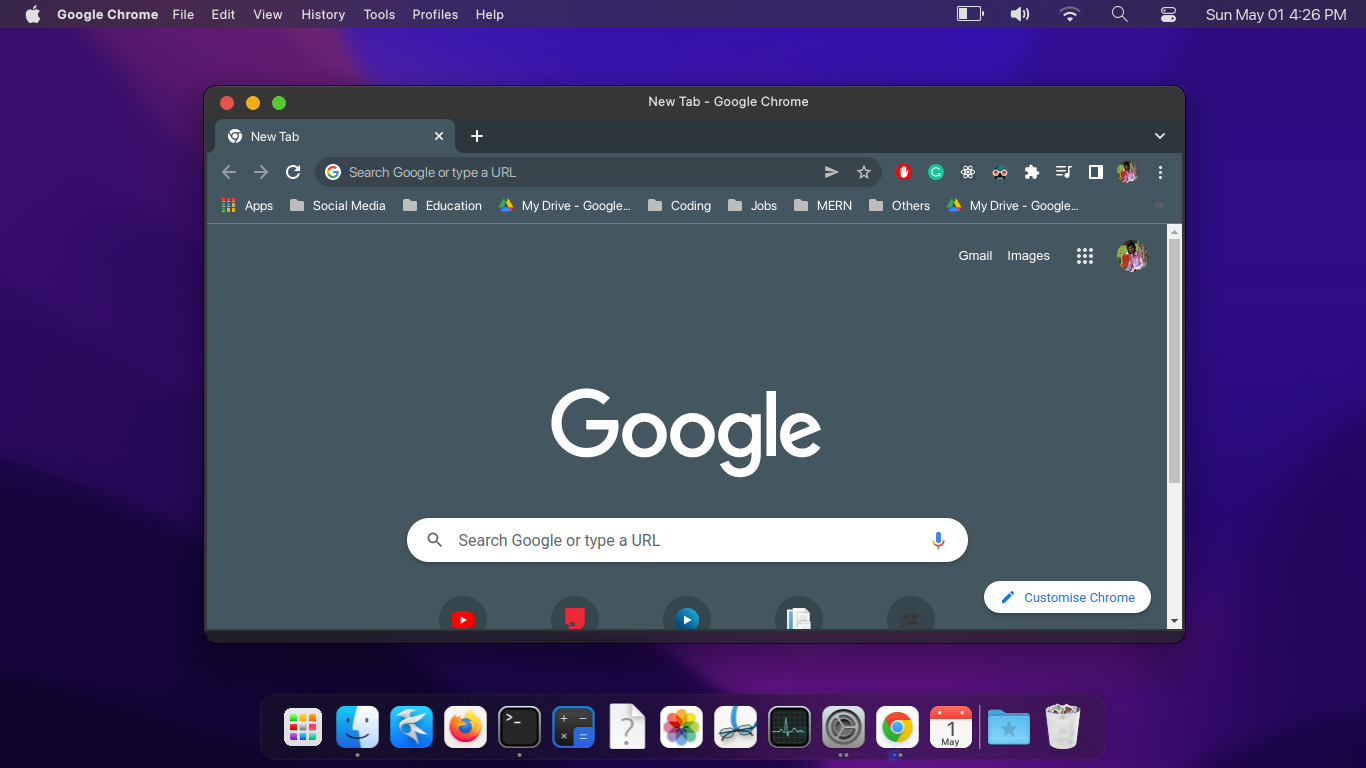 Google Chrome File Edit View History Tools Profiles Help Sun May 01 4:26 PM
New Tab - Google Chrome
New Tab
Search Google or type a URL
Apps Social Media Education My Drive - Google... Coding Jobs MERN Others My Drive - Google... »
Gmail Images
Google
Search Google or type a URL
Customise Chrome
1
May